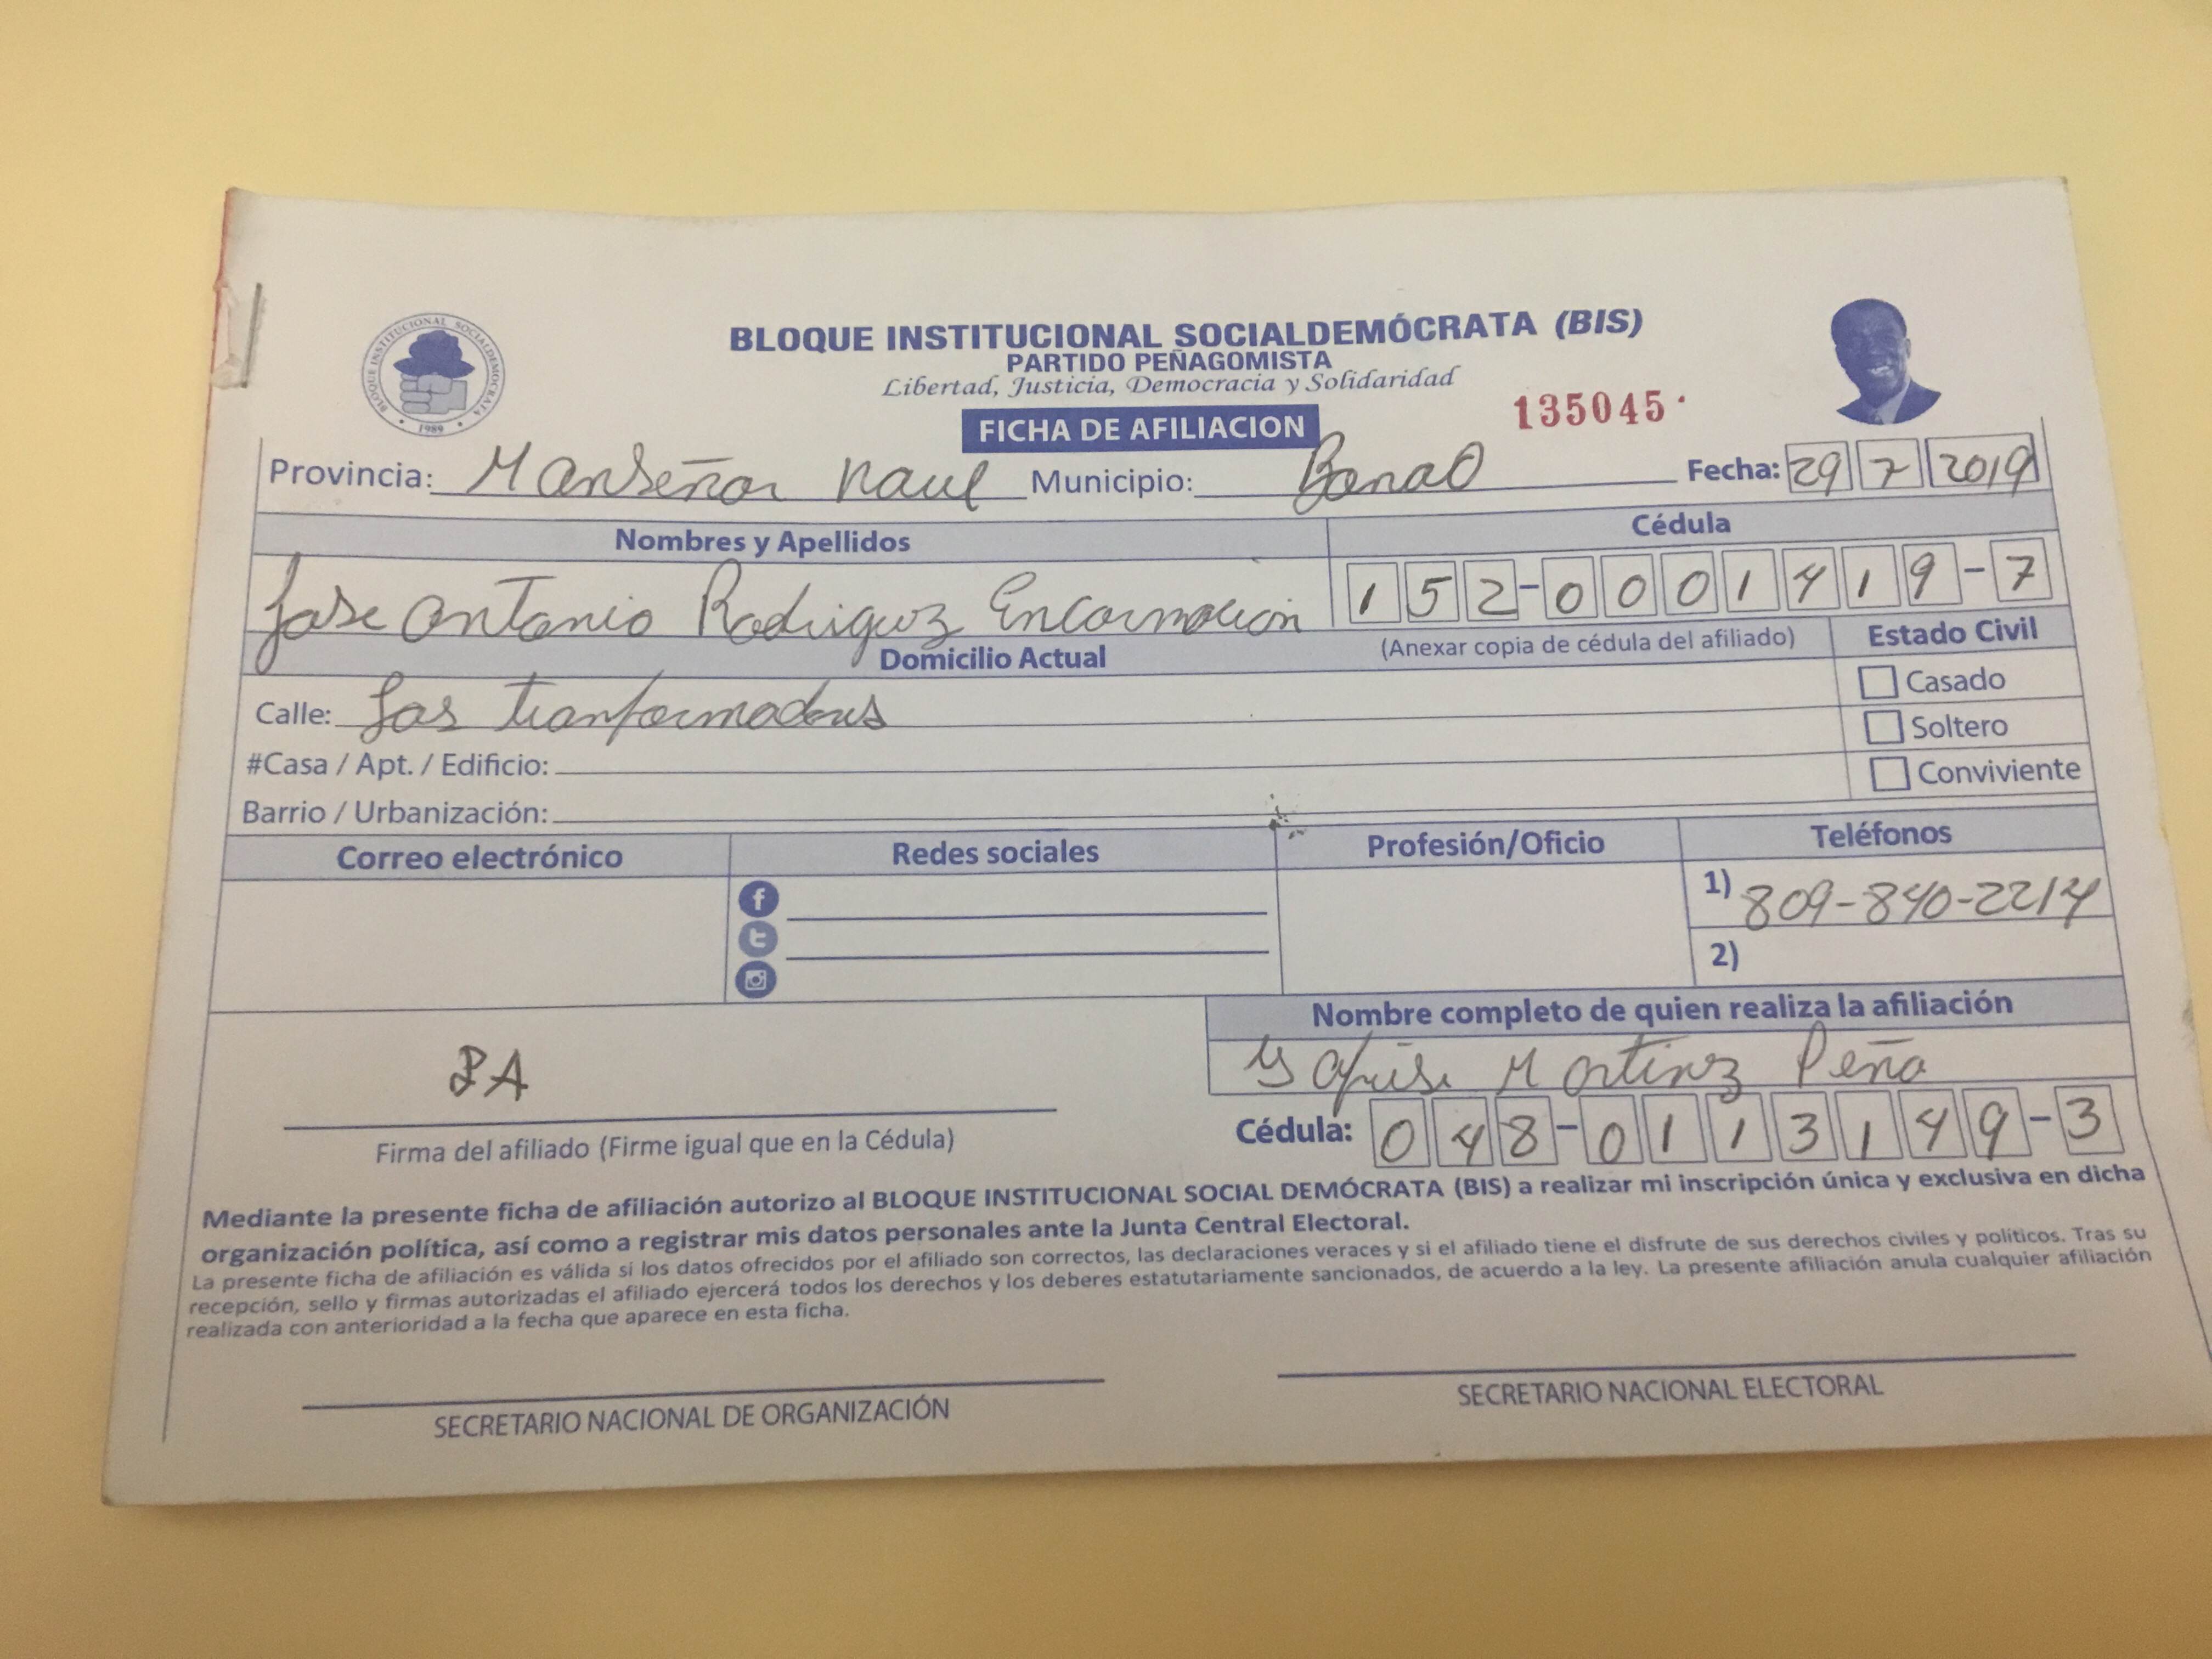 BLOQUE INSTITUCIONAL SOCIALDEMÓCRATA (BIS)
PARTIDO PEÑAGOMISTA
Libertad, Justicia, Democracia y Solidaridad
BLOQUE INSTITUCIONAL SOCIALDEMOCRATA
• 1989 •
135045
FICHA DE AFILIACION
Provincia: Manseñor Municipio: Bonao Fecha: 29 7 2019
Nombres y Apellidos Cédula
Jose Antonio Rodriguez Encarnacion 152-0001419-7
Domicilio Actual (Anexar copia de cédula del afiliado) Estado Civil
Calle: Los tranformadores Casado
Soltero
#Casa / Apt. / Edificio: Conviviente
Barrio / Urbanización:
Correo electrónico Redes sociales Profesión/Oficio Teléfonos
1) 809-840-2214
2)
Nombre completo de quien realiza la afiliación
Martinez Peña
Cédula: 048-0113149-3
Firma del afiliado (Firme igual que en la Cédula)
Mediante la presente ficha de afiliación autorizo al BLOQUE INSTITUCIONAL SOCIAL DEMÓCRATA (BIS) a realizar mi inscripción única y exclusiva en dicha
organización política, así como a registrar mis datos personales ante la Junta Central Electoral.
La presente ficha de afiliación es válida si los datos ofrecidos por el afiliado son correctos, las declaraciones veraces y si el afiliado tiene el disfrute de sus derechos civiles y políticos. Tras su
recepción, sello y firmas autorizadas el afiliado ejercerá todos los derechos y los deberes estatutariamente sancionados, de acuerdo a la ley. La presente afiliación anula cualquier afiliación
realizada con anterioridad a la fecha que aparece en esta ficha.
SECRETARIO NACIONAL DE ORGANIZACIÓN SECRETARIO NACIONAL ELECTORAL